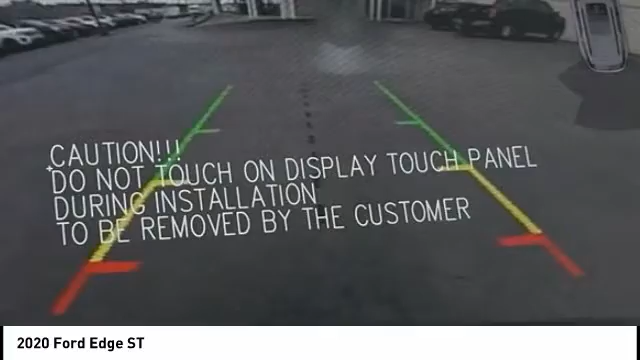 CAUTION!!!
DO NOT TOUCH ON DISPLAY TOUCH PANEL
DURING INSTALLATION
TO BE REMOVED BY THE CUSTOMER
2020 Ford Edge ST